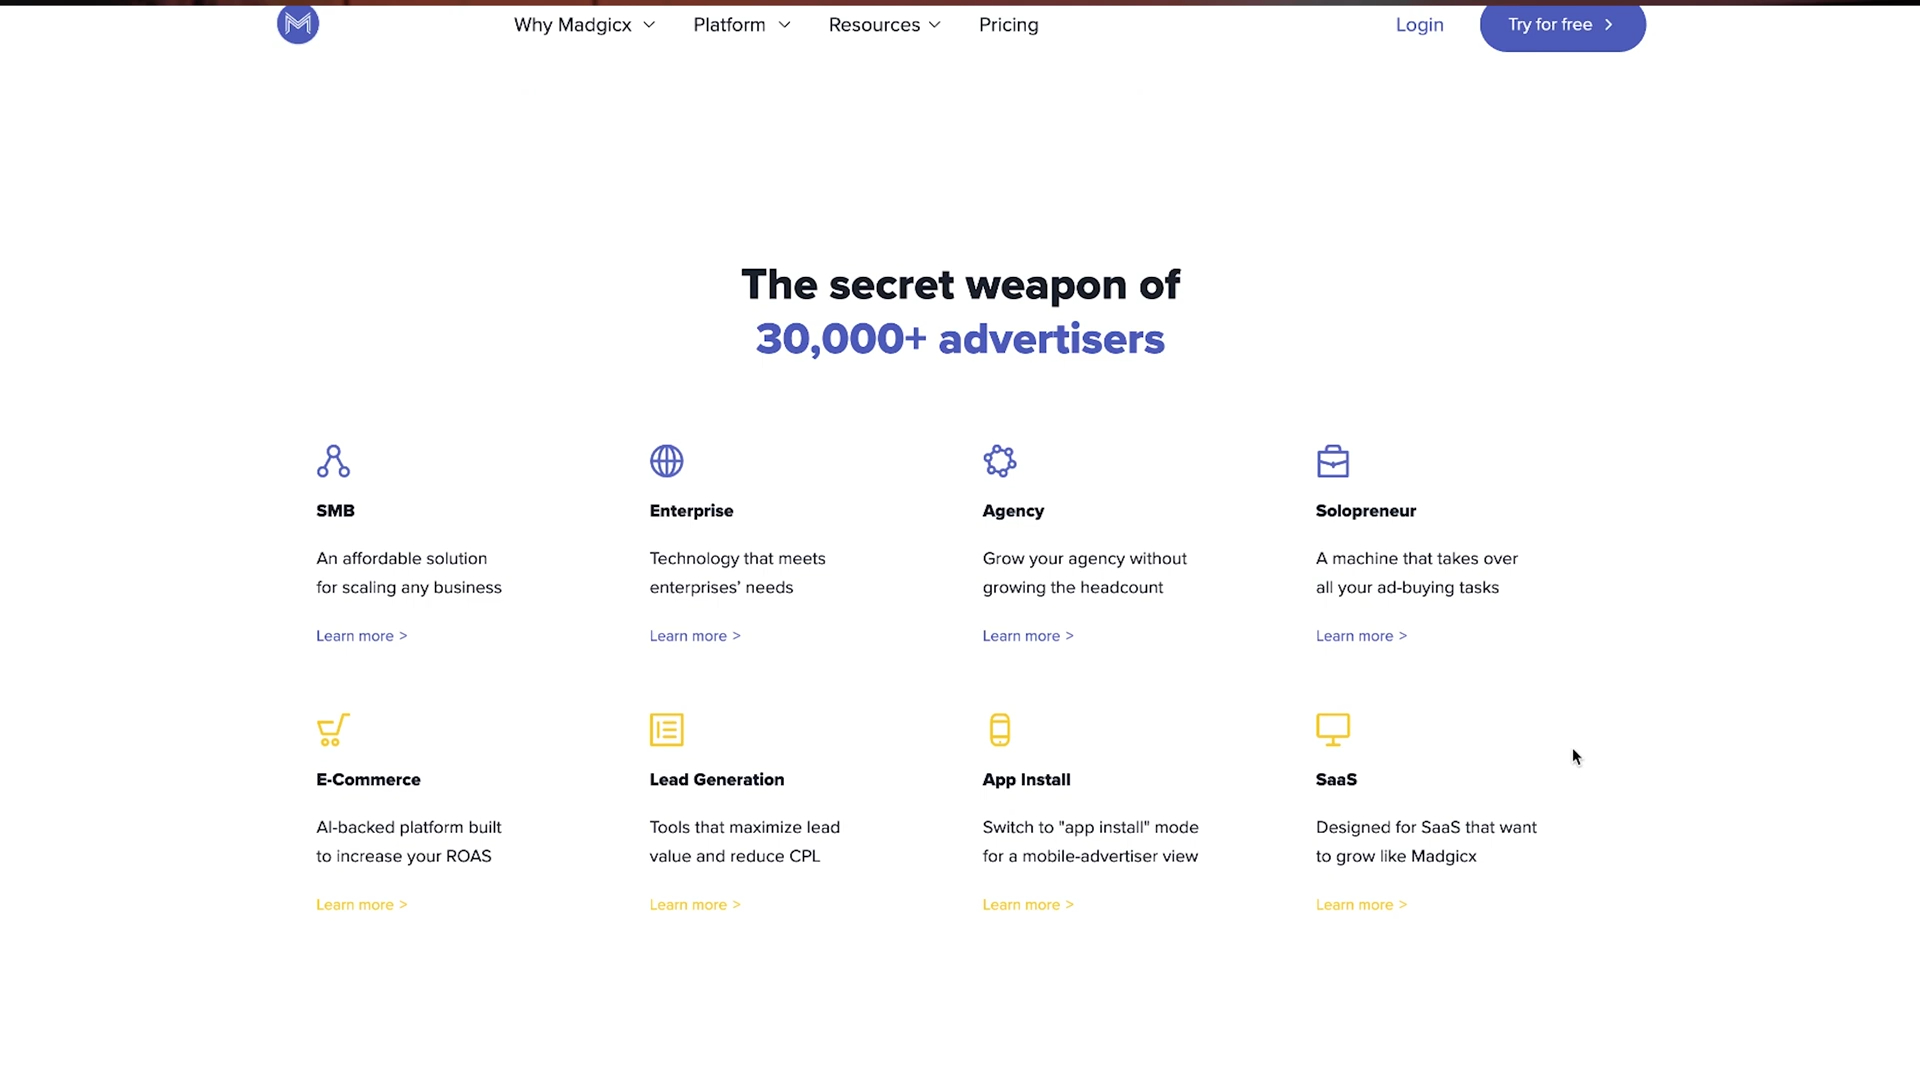 Why Madgicx
Platform
Resources
Pricing
Login
Try for free
The secret weapon of
30,000+ advertisers
SMB
An affordable solution
for scaling any business
Learn more >
Enterprise
Technology that meets
enterprises’ needs
Learn more >
Agency
Grow your agency without
growing the headcount
Learn more >
Solopreneur
A machine that takes over
all your ad-buying tasks
Learn more >
E-Commerce
AI-backed platform built
to increase your ROAS
Learn more >
Lead Generation
Tools that maximize lead
value and reduce CPL
Learn more >
App Install
Switch to "app install" mode
for a mobile-advertiser view
Learn more >
SaaS
Designed for SaaS that want
to grow like Madgicx
Learn more >